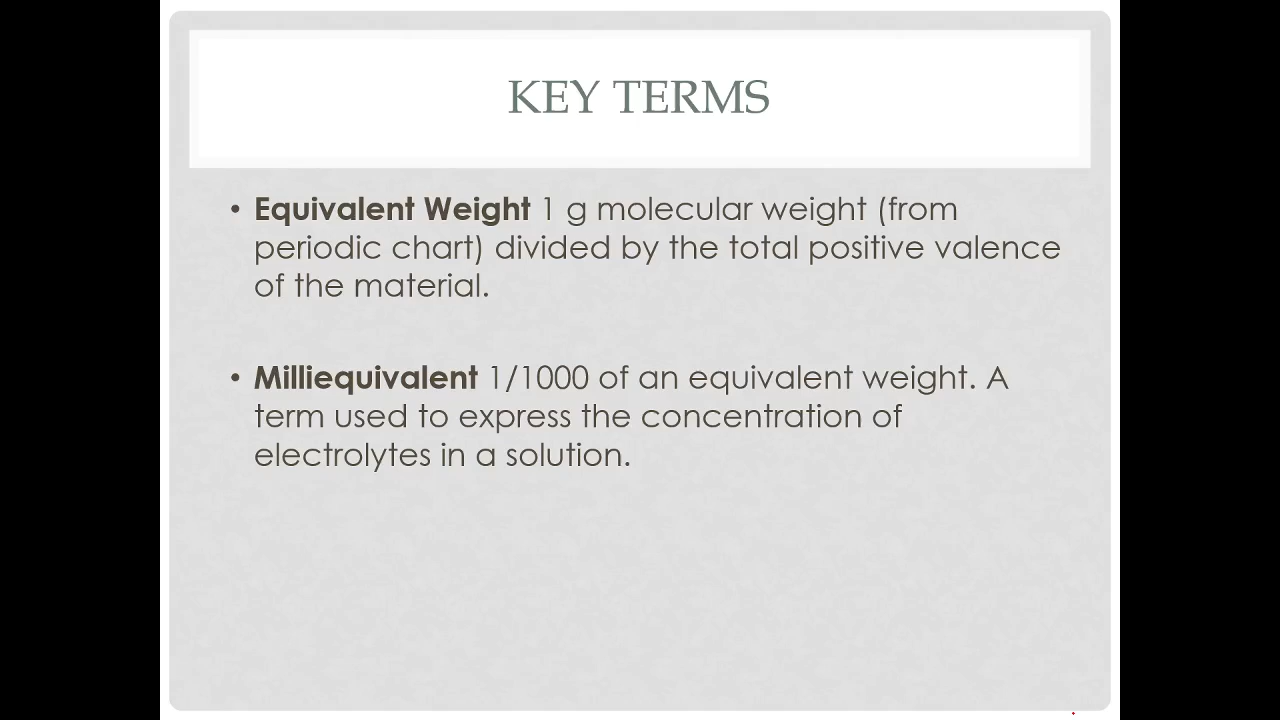 KEY TERMS
• Equivalent Weight 1 g molecular weight (from
periodic chart) divided by the total positive valence
of the material.
• Milliequivalent 1/1000 of an equivalent weight. A
term used to express the concentration of
electrolytes in a solution.